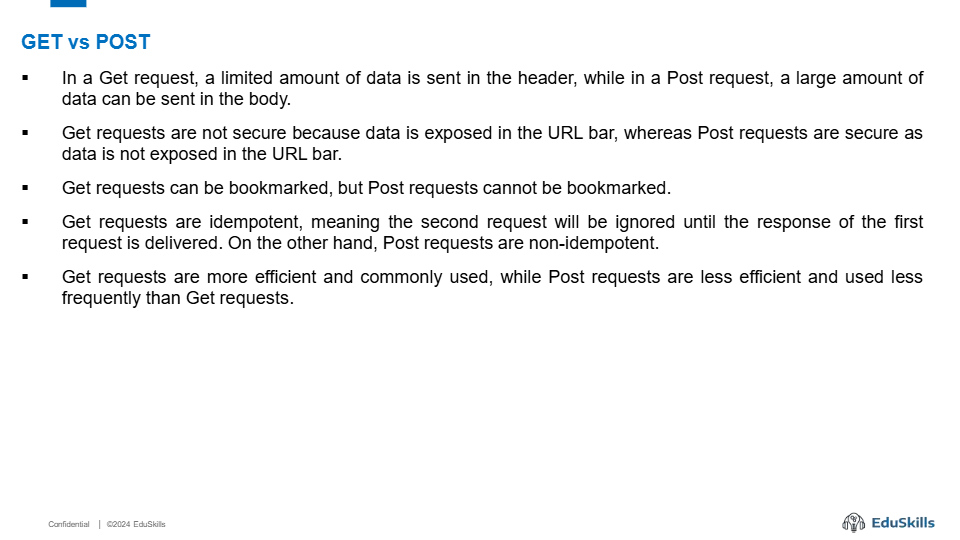 GET vs POST
▪ In a Get request, a limited amount of data is sent in the header, while in a Post request, a large amount of
data can be sent in the body.
▪ Get requests are not secure because data is exposed in the URL bar, whereas Post requests are secure as
data is not exposed in the URL bar.
▪ Get requests can be bookmarked, but Post requests cannot be bookmarked.
▪ Get requests are idempotent, meaning the second request will be ignored until the response of the first
request is delivered. On the other hand, Post requests are non-idempotent.
▪ Get requests are more efficient and commonly used, while Post requests are less efficient and used less
frequently than Get requests.
Confidential | ©2024 EduSkills
EduSkills